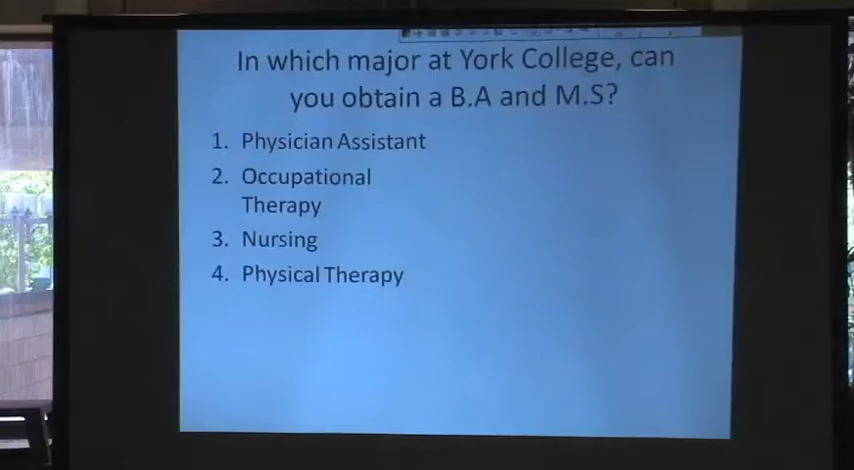 In which major at York College, can
you obtain a B.A and M.S?
1. Physician Assistant
2. Occupational
Therapy
3. Nursing
4. Physical Therapy